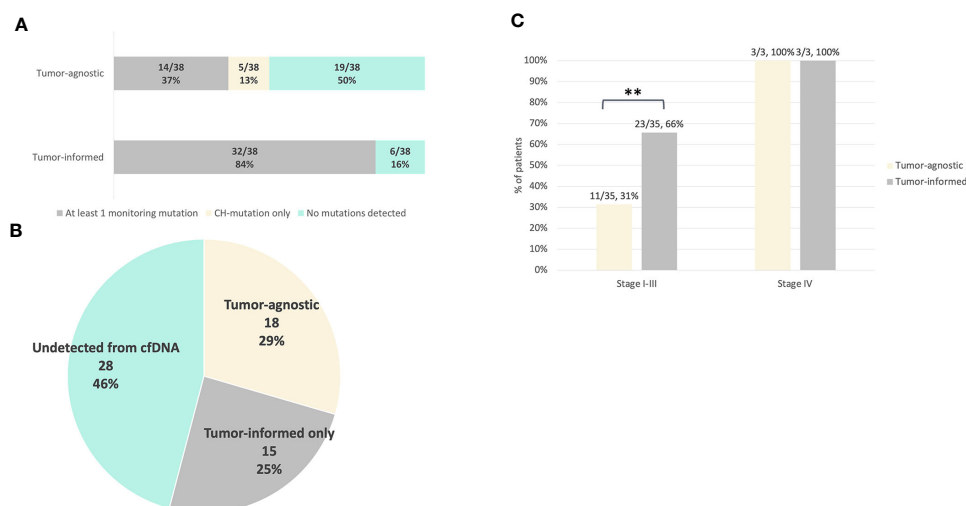 A
Tumor-agnostic
14/38
37%
5/38
13%
19/38
50%
Tumor-informed
32/38
84%
6/38
16%
At least 1 monitoring mutation
CH-mutation only
No mutations detected
B
Tumor-agnostic
18
29%
Undetected from cfDNA
28
46%
Tumor-informed only
15
25%
C
% of patients
100%
90%
80%
70%
60%
50%
40%
30%
20%
10%
0%
**
11/35, 31%
23/35, 66%
3/3, 100%
3/3, 100%
Stage I-III
Stage IV
Tumor-agnostic
Tumor-informed